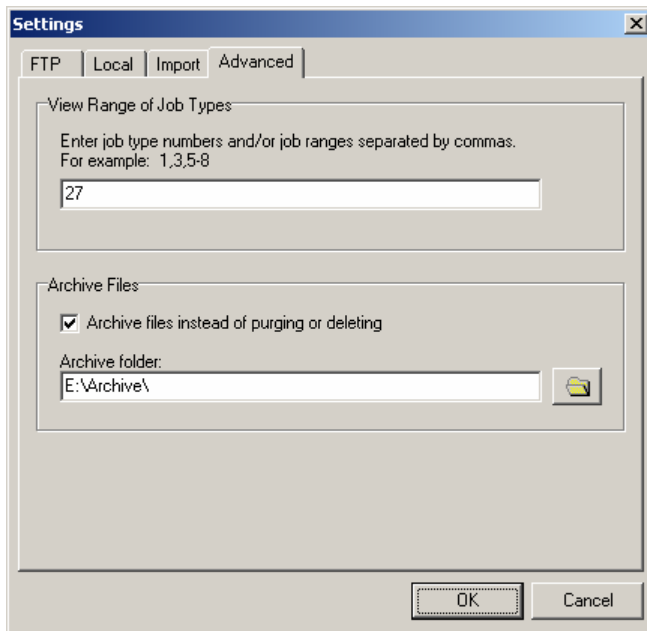 Settings
FTP Local Import Advanced
View Range of Job Types
Enter job type numbers and/or job ranges separated by commas.
For example: 1,3,5-8
27
Archive Files
Archive files instead of purging or deleting
Archive folder:
E:\Archive\
OK Cancel